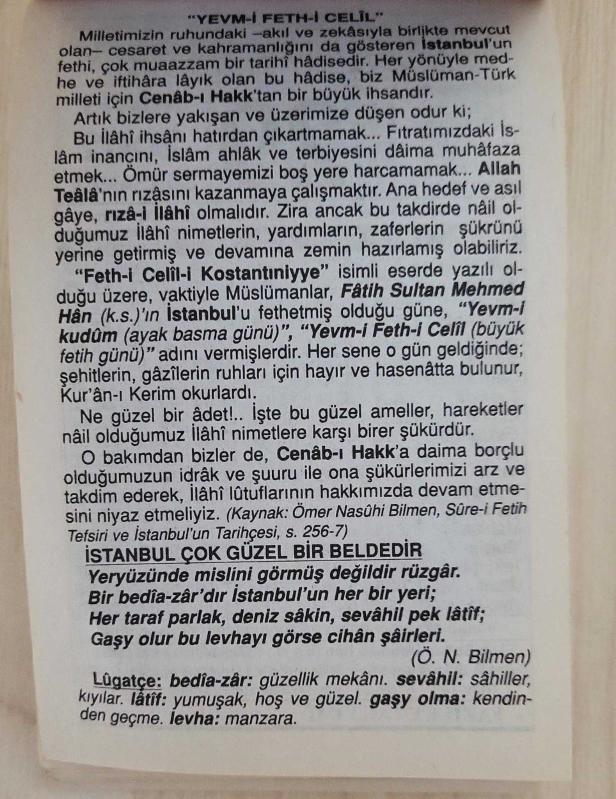 “YEVM-İ FETH-İ CELÎL”
Milletimizin ruhundaki –akıl ve zekâsıyla birlikte mevcut
olan– cesaret ve kahramanlığını da gösteren İstanbul'un
fethi, çok muazzam bir tarihî hâdisedir. Her yönüyle med-
he ve iftihâra lâyık olan bu hâdise, biz Müslüman-Türk
milleti için Cenâb-ı Hakk'tan bir büyük ihsandır.
Artık bizlere yakışan ve üzerimize düşen odur ki;
Bu İlâhî ihsânı hatırdan çıkartmamak... Fıtratımızdaki İs-
lâm inancını, İslâm ahlâk ve terbiyesini dâima muhâfaza
etmek... Ömür sermayemizi boş yere harcamamak... Allah
Teâlâ'nın rızâsını kazanmaya çalışmaktır. Ana hedef ve asıl
gâye, rızâ-i İlâhî olmalıdır. Zira ancak bu takdirde nâil ol-
duğumuz İlâhî nimetlerin, yardımların, zaferlerin şükrünü
yerine getirmiş ve devamına zemin hazırlamış olabiliriz.
“Feth-i Celîl-i Kostantıniyye” isimli eserde yazılı ol-
duğu üzere, vaktiyle Müslümanlar, Fâtih Sultan Mehmed
Hân (k.s.)'ın İstanbul'u fethetmiş olduğu güne, “Yevm-i
kudûm (ayak basma günü)”, “Yevm-i Feth-i Celîl (büyük
fetih günü)” adını vermişlerdir. Her sene o gün geldiğinde;
şehitlerin, gâzîlerin ruhları için hayır ve hasenâtta bulunur,
Kur'ân-ı Kerim okurlardı.
Ne güzel bir âdet!.. İşte bu güzel ameller, hareketler
nâil olduğumuz İlâhî nimetlere karşı birer şükürdür.
O bakımdan bizler de, Cenâb-ı Hakk'a daima borçlu
olduğumuzun idrâk ve şuuru ile ona şükürlerimizi arz ve
takdim ederek, İlâhî lûtuflarının hakkımızda devam etme-
sini niyaz etmeliyiz. (Kaynak: Ömer Nasûhi Bilmen, Sûre-i Fetih
Tefsiri ve İstanbul'un Tarihçesi, s. 256-7)
İSTANBUL ÇOK GÜZEL BİR BELDEDİR
Yeryüzünde mislini görmüş değildir rüzgâr.
Bir bedîa-zâr'dır İstanbul'un her bir yeri;
Her taraf parlak, deniz sâkin, sevâhil pek lâtîf;
Gaşy olur bu levhayı görse cihân şâirleri.
(Ö. N. Bilmen)
Lûgatçe: bedîa-zâr: güzellik mekânı. sevâhil: sâhiller,
kıyılar. lâtîf: yumuşak, hoş ve güzel. gaşy olma: kendin-
den geçme. levha: manzara.